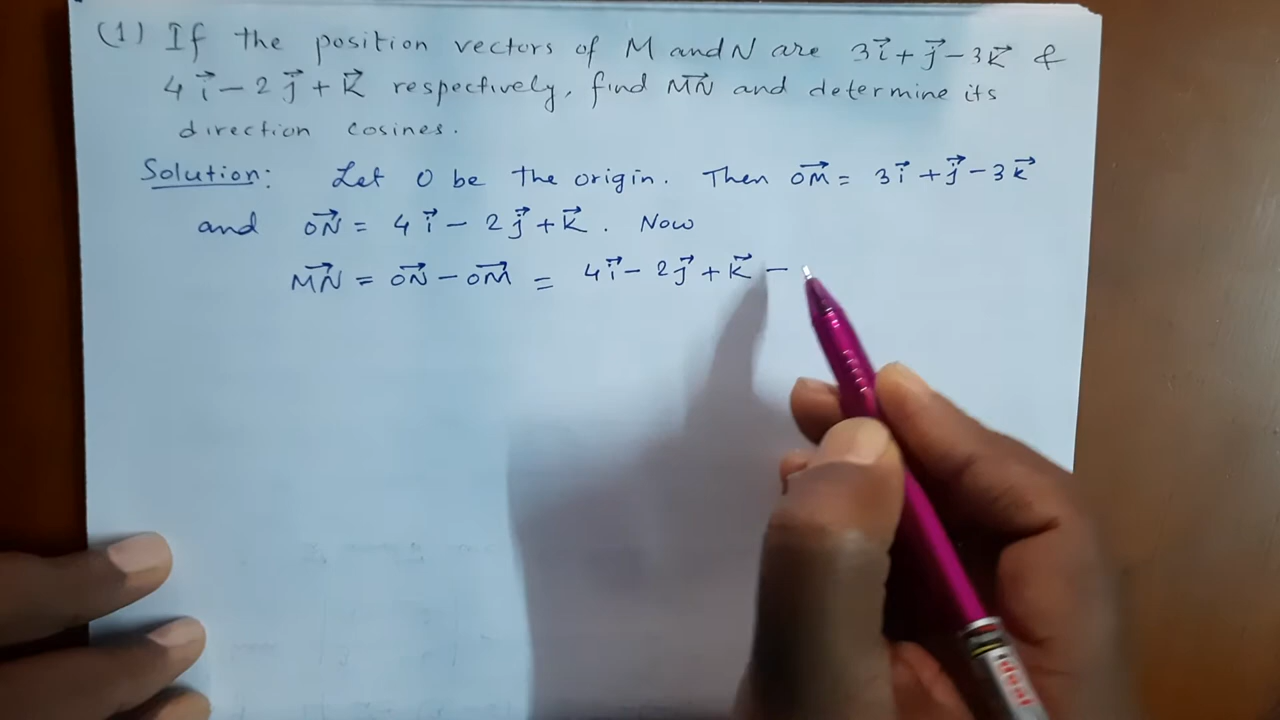 (1) If the position vectors of M and N are 3i⃗ + j⃗ - 3k⃗ &
4i⃗ - 2j⃗ + k⃗ respectively, find MN⃗ and determine its
direction cosines.
Solution: Let O be the origin. Then OM⃗ = 3i⃗ + j⃗ - 3k⃗
and ON⃗ = 4i⃗ - 2j⃗ + k⃗. Now
MN⃗ = ON⃗ - OM⃗ = 4i⃗ - 2j⃗ + k⃗ -